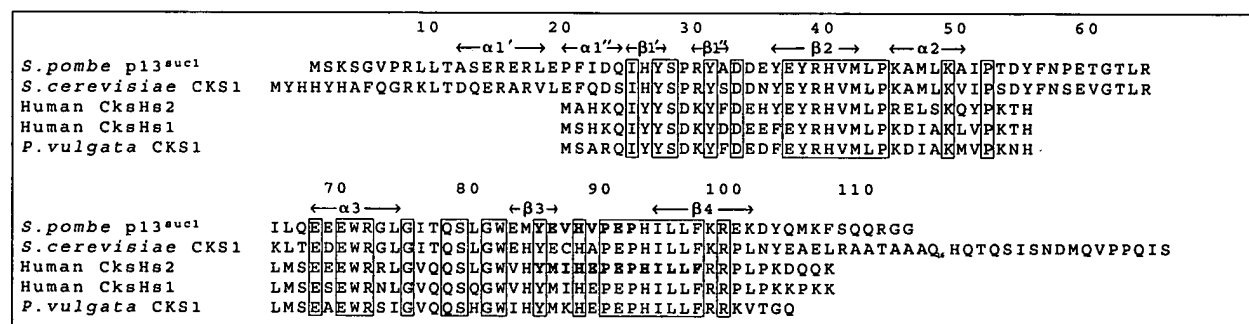 10 20 30 40 50 60
←α1′→ ←α1″→ ←β1′→ ←β1″→ ←β2→ ←α2→
S.pombe p13suc1 MSKSGVPRLLTASERERLEPFIDQIHYSPRYADDEYEYRHVMLPKAMLKAIPTDYFNPETGTLR
S.cerevisiae CKS1 MYHHYHAFQGRKLTDQERARVLEFQDSIHYSPRYSDDNYEYRHVMLPKAMLKVIPSDYFNSEVGTLR
Human CksHs2 MAHKQIYYSDKYFDEHYEYRHVMLPRELSKQYPKTH
Human CksHs1 MSHKQIYYSDKYDDEEFEYRHVMLPKDIAKLVPKTH
P.vulgata CKS1 MSARQIYYSDKYFDEDFEYRHVMLPKDIAKMVPKNH
70 80 90 100 110
←α3→ ←β3→ ←β4→
S.pombe p13suc1 ILQEEEWRGLGITQSLGWEMYEVHVPEPHILLFKREKDYQMKFSQQRGG
S.cerevisiae CKS1 KLTEDEWRGLGITQSLGWEHYECHAPEPHILLFKRPLNYEAELRAATAAAQ HQTQSISNDMQVPPQIS
Human CksHs2 LMSEEEWRRLGVQQSLGWVHYMIHEPEPHILLFRRPLPKDQQK
Human CksHs1 LMSESEWRNLGVQQSQGWVHYMIHEPEPHILLFRRPLPKKPKK
P.vulgata CKS1 LMSEAEWRSIGVQQSHGWIHYMKHEPEPHILLFRRKVTGQ